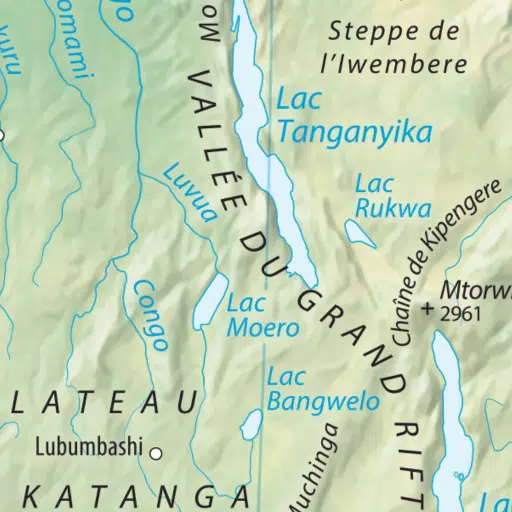 Steppe de
l'Iwembere
Lac
Tanganyika
VALLÉE DU GRAND RIFT
Luvua
Lac
Rukwa
Chaîne de Kipengere
Lac
Moero
Congo
2961
Lac
Bangwelo
LATEAU
Lubumbashi
KATANGA
Muchinga